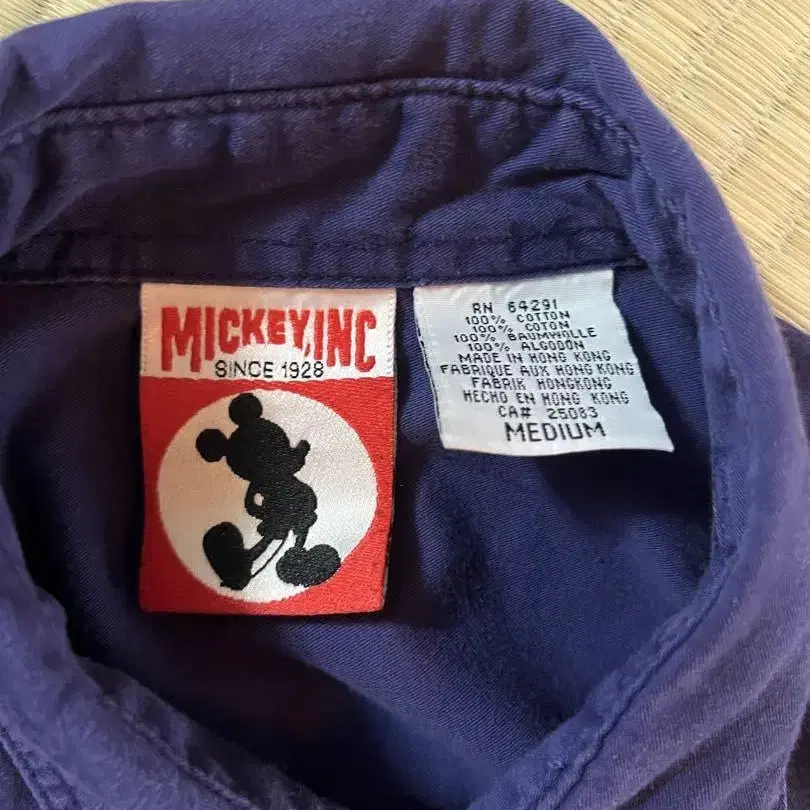 MICKEY, INC
SINCE 1928
RN 64291
100% COTTON
100% COTON
100% BAUMWOLLE
100% ALGODÓN
MADE IN HONG KONG
FABRIQUE AUX HONG KONG
FABRIK HONGKONG
HECHO EN HONG KONG
CA# 25083
MEDIUM